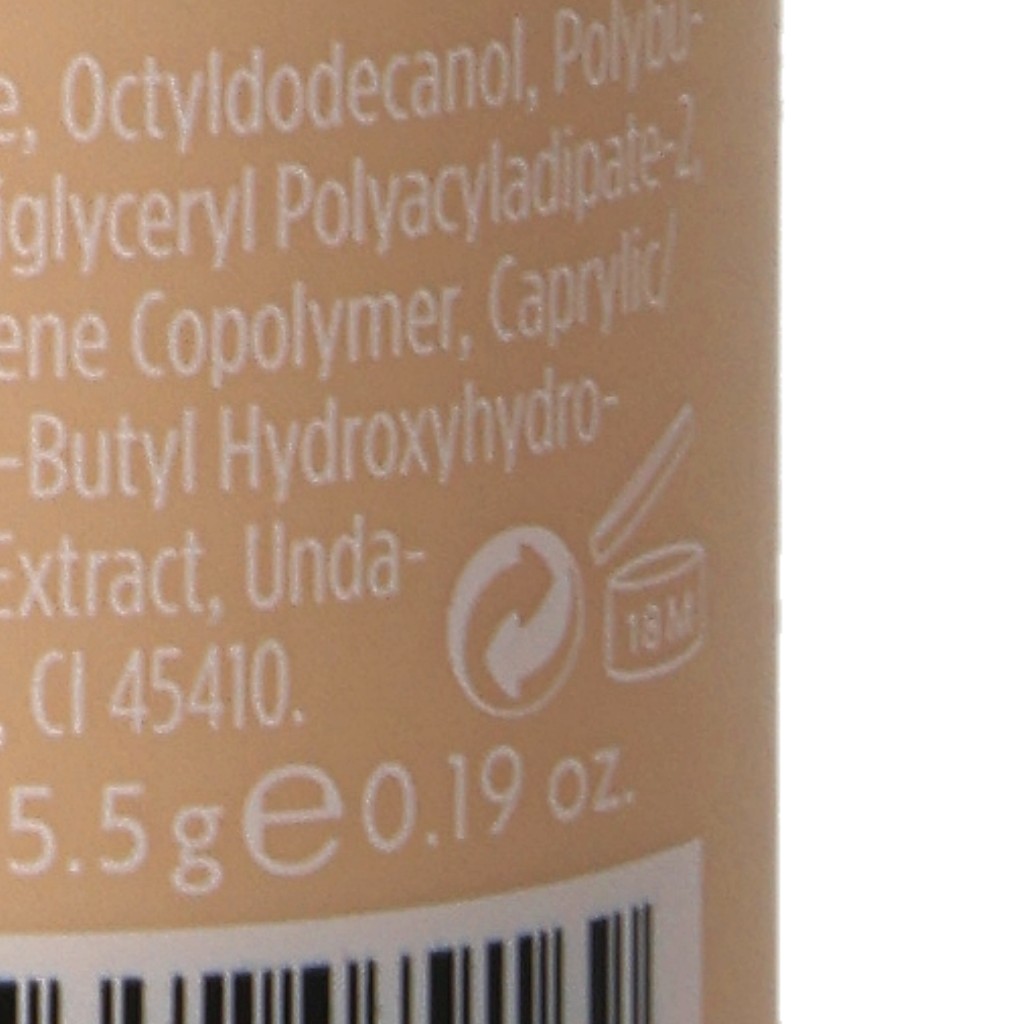 e, Octyldodecanol, Polybu-
iglyceryl Polyacyladipate-2,
ene Copolymer, Caprylic/
-Butyl Hydroxyhydro-
Extract, Unda-
, CI 45410.
18 M
5.5 g e 0.19 oz.